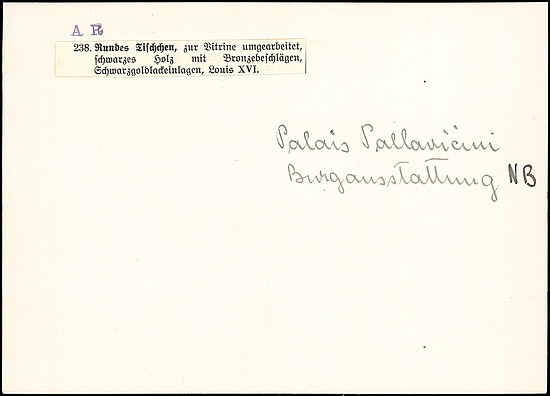 A R
238. Rundes Tischchen, zur Vitrine umgearbeitet,
schwarzes Holz mit Bronzebeschlägen,
Schwarzgoldlackeinlagen, Louis XVI.
Palais Pallavicini
Burgausstattung NB